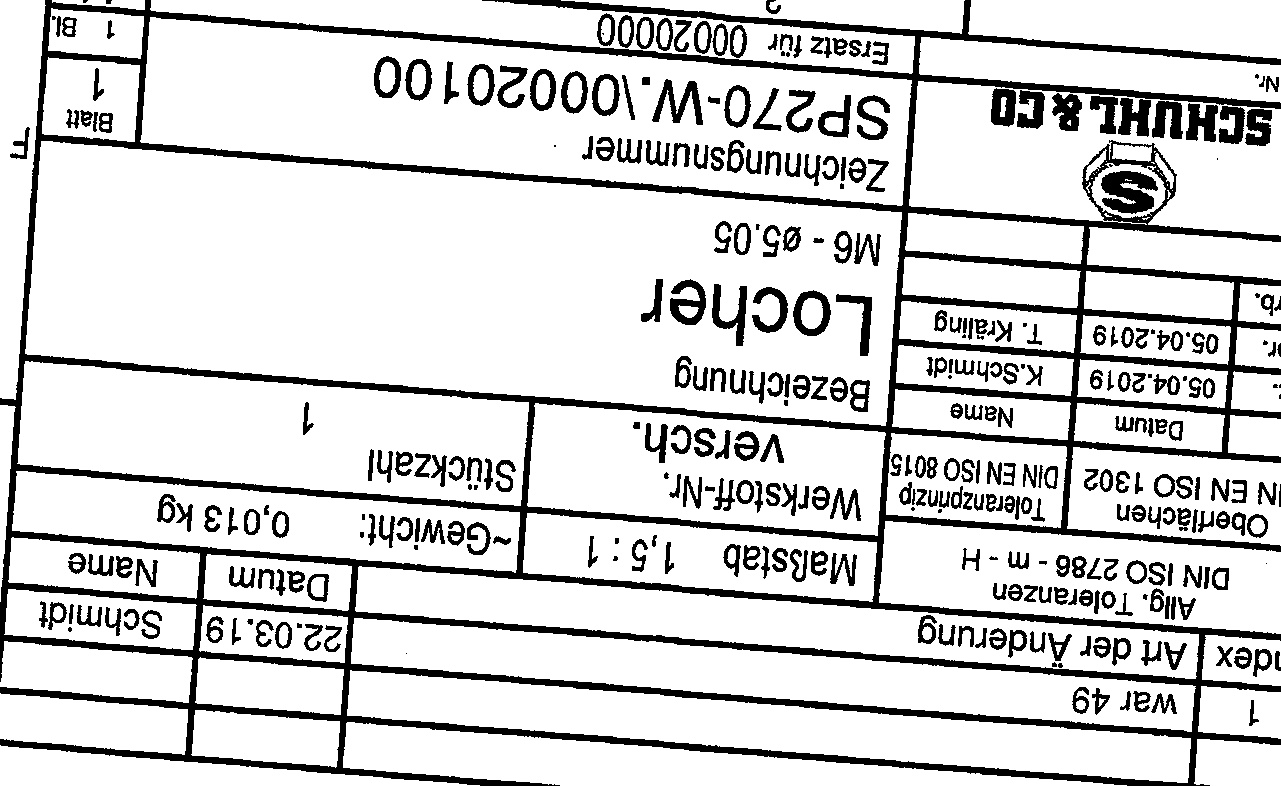 1 war 49 22.03.19 Schmidt
ndex Art der Änderung Datum Name
Allg. Toleranzen
DIN ISO 2786 - m - H
Maßstab 1,5 : 1
~Gewicht: 0,013 kg
Oberflächen
IN EN ISO 1302
Toleranzprinzip
DIN EN ISO 8015
Werkstoff-Nr.
versch.
Stückzahl
1
Datum Name
05.04.2019 K.Schmidt
05.04.2019 T. Kräling
rb.
Bezeichnung
Locher
M6 - ø5.05
S
SCHUHL & CO
Zeichnungsnummer
SP270-W.\00020100
Blatt
1
Nr.
Ersatz für 00020000
1 Bl.
F